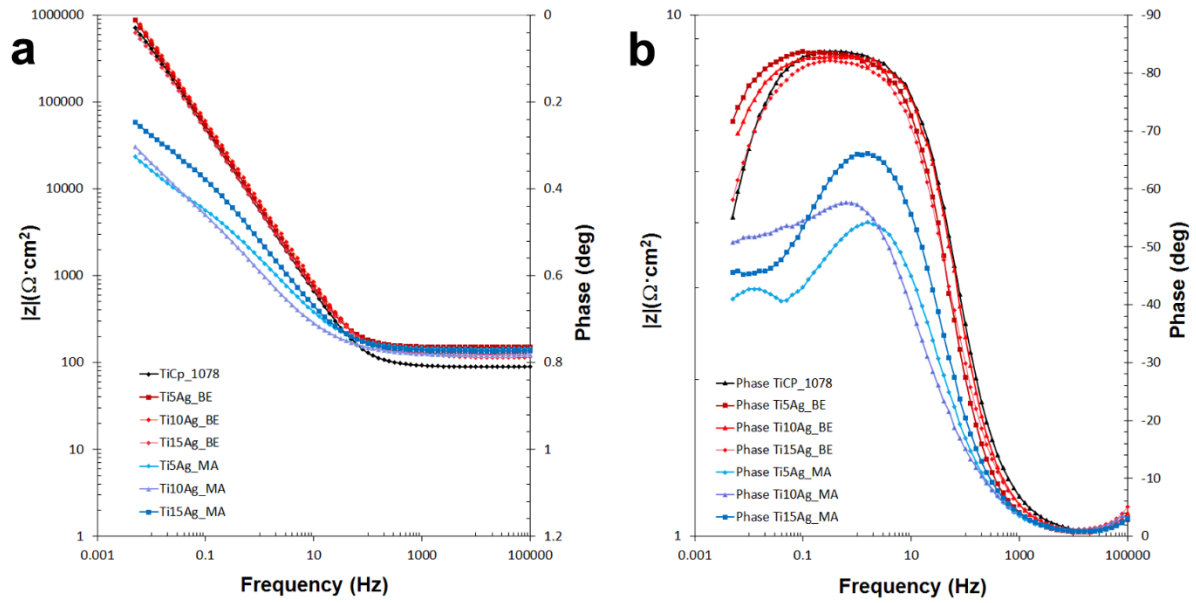 a
1000000
100000
10000
1000
100
10
1
|z|(Ω·cm²)
0
0.2
0.4
0.6
0.8
1
1.2
Phase (deg)
TiCp_1078
Ti5Ag_BE
Ti10Ag_BE
Ti15Ag_BE
Ti5Ag_MA
Ti10Ag_MA
Ti15Ag_MA
0.001
0.1
10
1000
100000
Frequency (Hz)
b
10
1
|z|(Ω·cm²)
-90
-80
-70
-60
-50
-40
-30
-20
-10
0
Phase (deg)
Phase TiCP_1078
Phase Ti5Ag_BE
Phase Ti10Ag_BE
Phase Ti15Ag_BE
Phase Ti5Ag_MA
Phase Ti10Ag_MA
Phase Ti15Ag_MA
0.001
0.1
10
1000
100000
Frequency (Hz)